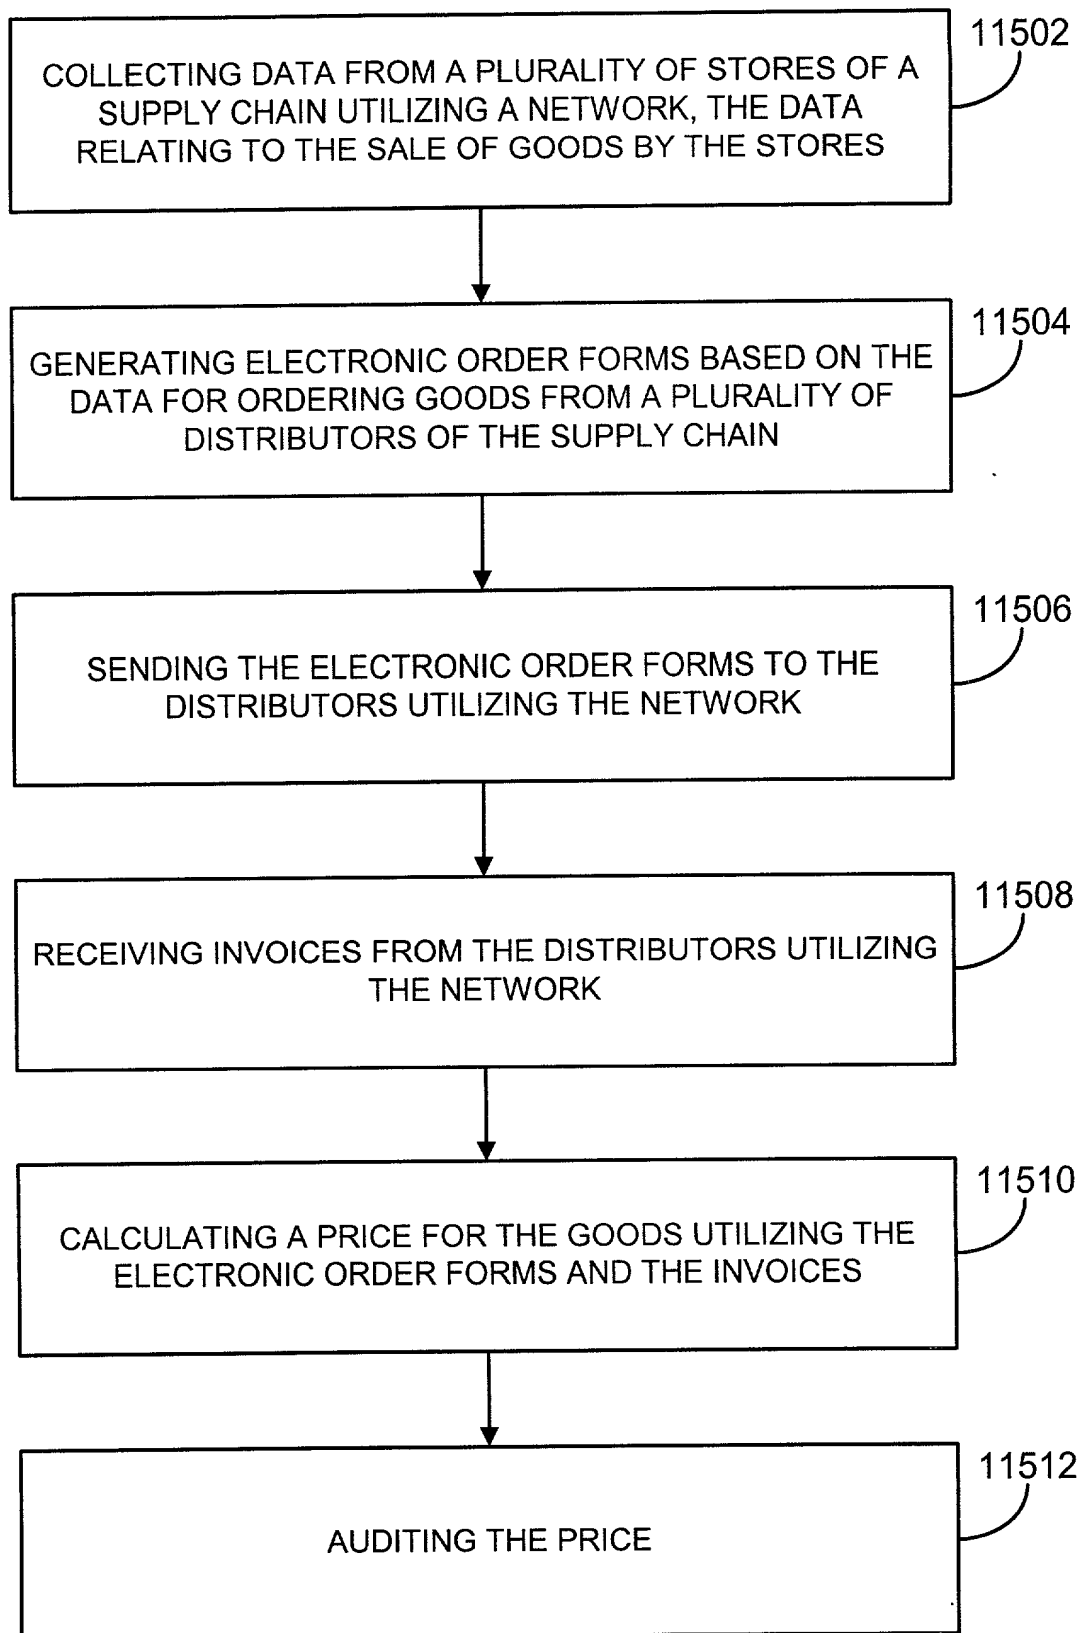 11502
COLLECTING DATA FROM A PLURALITY OF STORES OF A
SUPPLY CHAIN UTILIZING A NETWORK, THE DATA
RELATING TO THE SALE OF GOODS BY THE STORES
11504
GENERATING ELECTRONIC ORDER FORMS BASED ON THE
DATA FOR ORDERING GOODS FROM A PLURALITY OF
DISTRIBUTORS OF THE SUPPLY CHAIN
11506
SENDING THE ELECTRONIC ORDER FORMS TO THE
DISTRIBUTORS UTILIZING THE NETWORK
11508
RECEIVING INVOICES FROM THE DISTRIBUTORS UTILIZING
THE NETWORK
11510
CALCULATING A PRICE FOR THE GOODS UTILIZING THE
ELECTRONIC ORDER FORMS AND THE INVOICES
11512
AUDITING THE PRICE